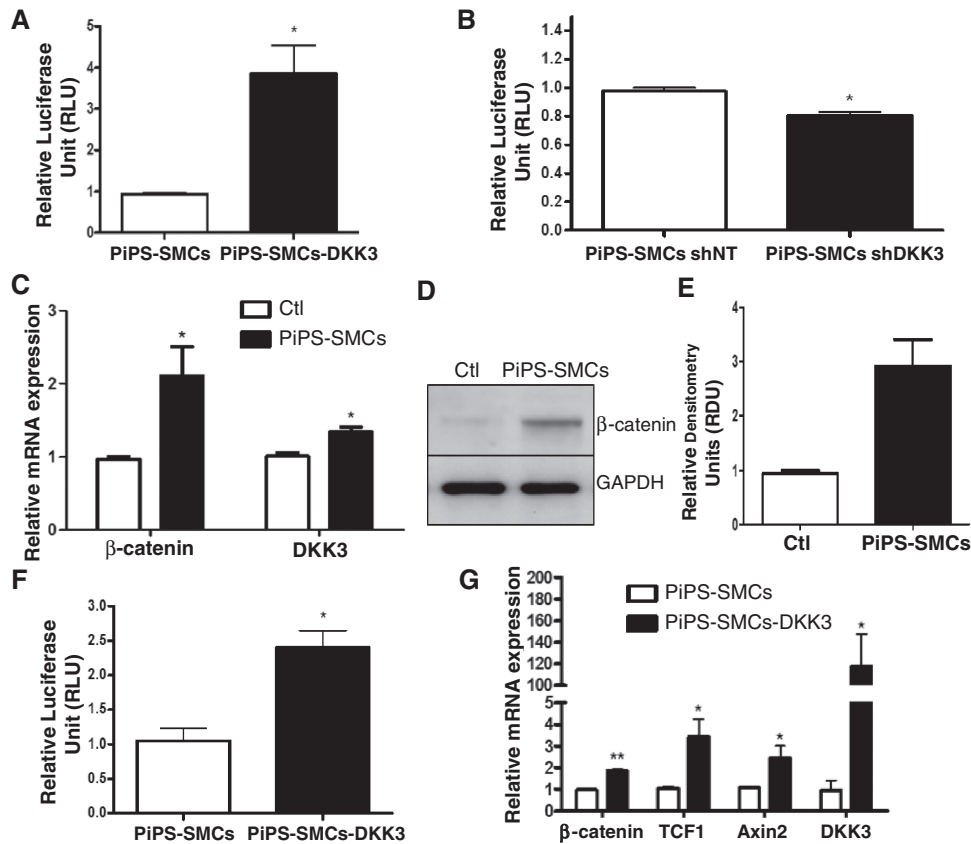 A
Relative Luciferase
Unit (RLU)
5
4
3
2
1
0
*
PiPS-SMCs
PiPS-SMCs-DKK3
B
Relative Luciferase
Unit (RLU)
1.4
1.2
1.0
0.8
0.6
0.4
0.2
0.0
*
PiPS-SMCs shNT
PiPS-SMCs shDKK3
C
Relative mRNA expression
3
2
1
0
Ctl
PiPS-SMCs
*
*
β-catenin
DKK3
D
Ctl
PiPS-SMCs
β-catenin
GAPDH
E
Relative Densitometry
Units (RDU)
4
3
2
1
0
Ctl
PiPS-SMCs
F
Relative Luciferase
Unit (RLU)
3.0
2.5
2.0
1.5
1.0
0.5
0.0
*
PiPS-SMCs
PiPS-SMCs-DKK3
G
Relative mRNA expression
200
180
160
140
120
100
5
4
3
2
1
0
PiPS-SMCs
PiPS-SMCs-DKK3
**
*
*
*
β-catenin
TCF1
Axin2
DKK3